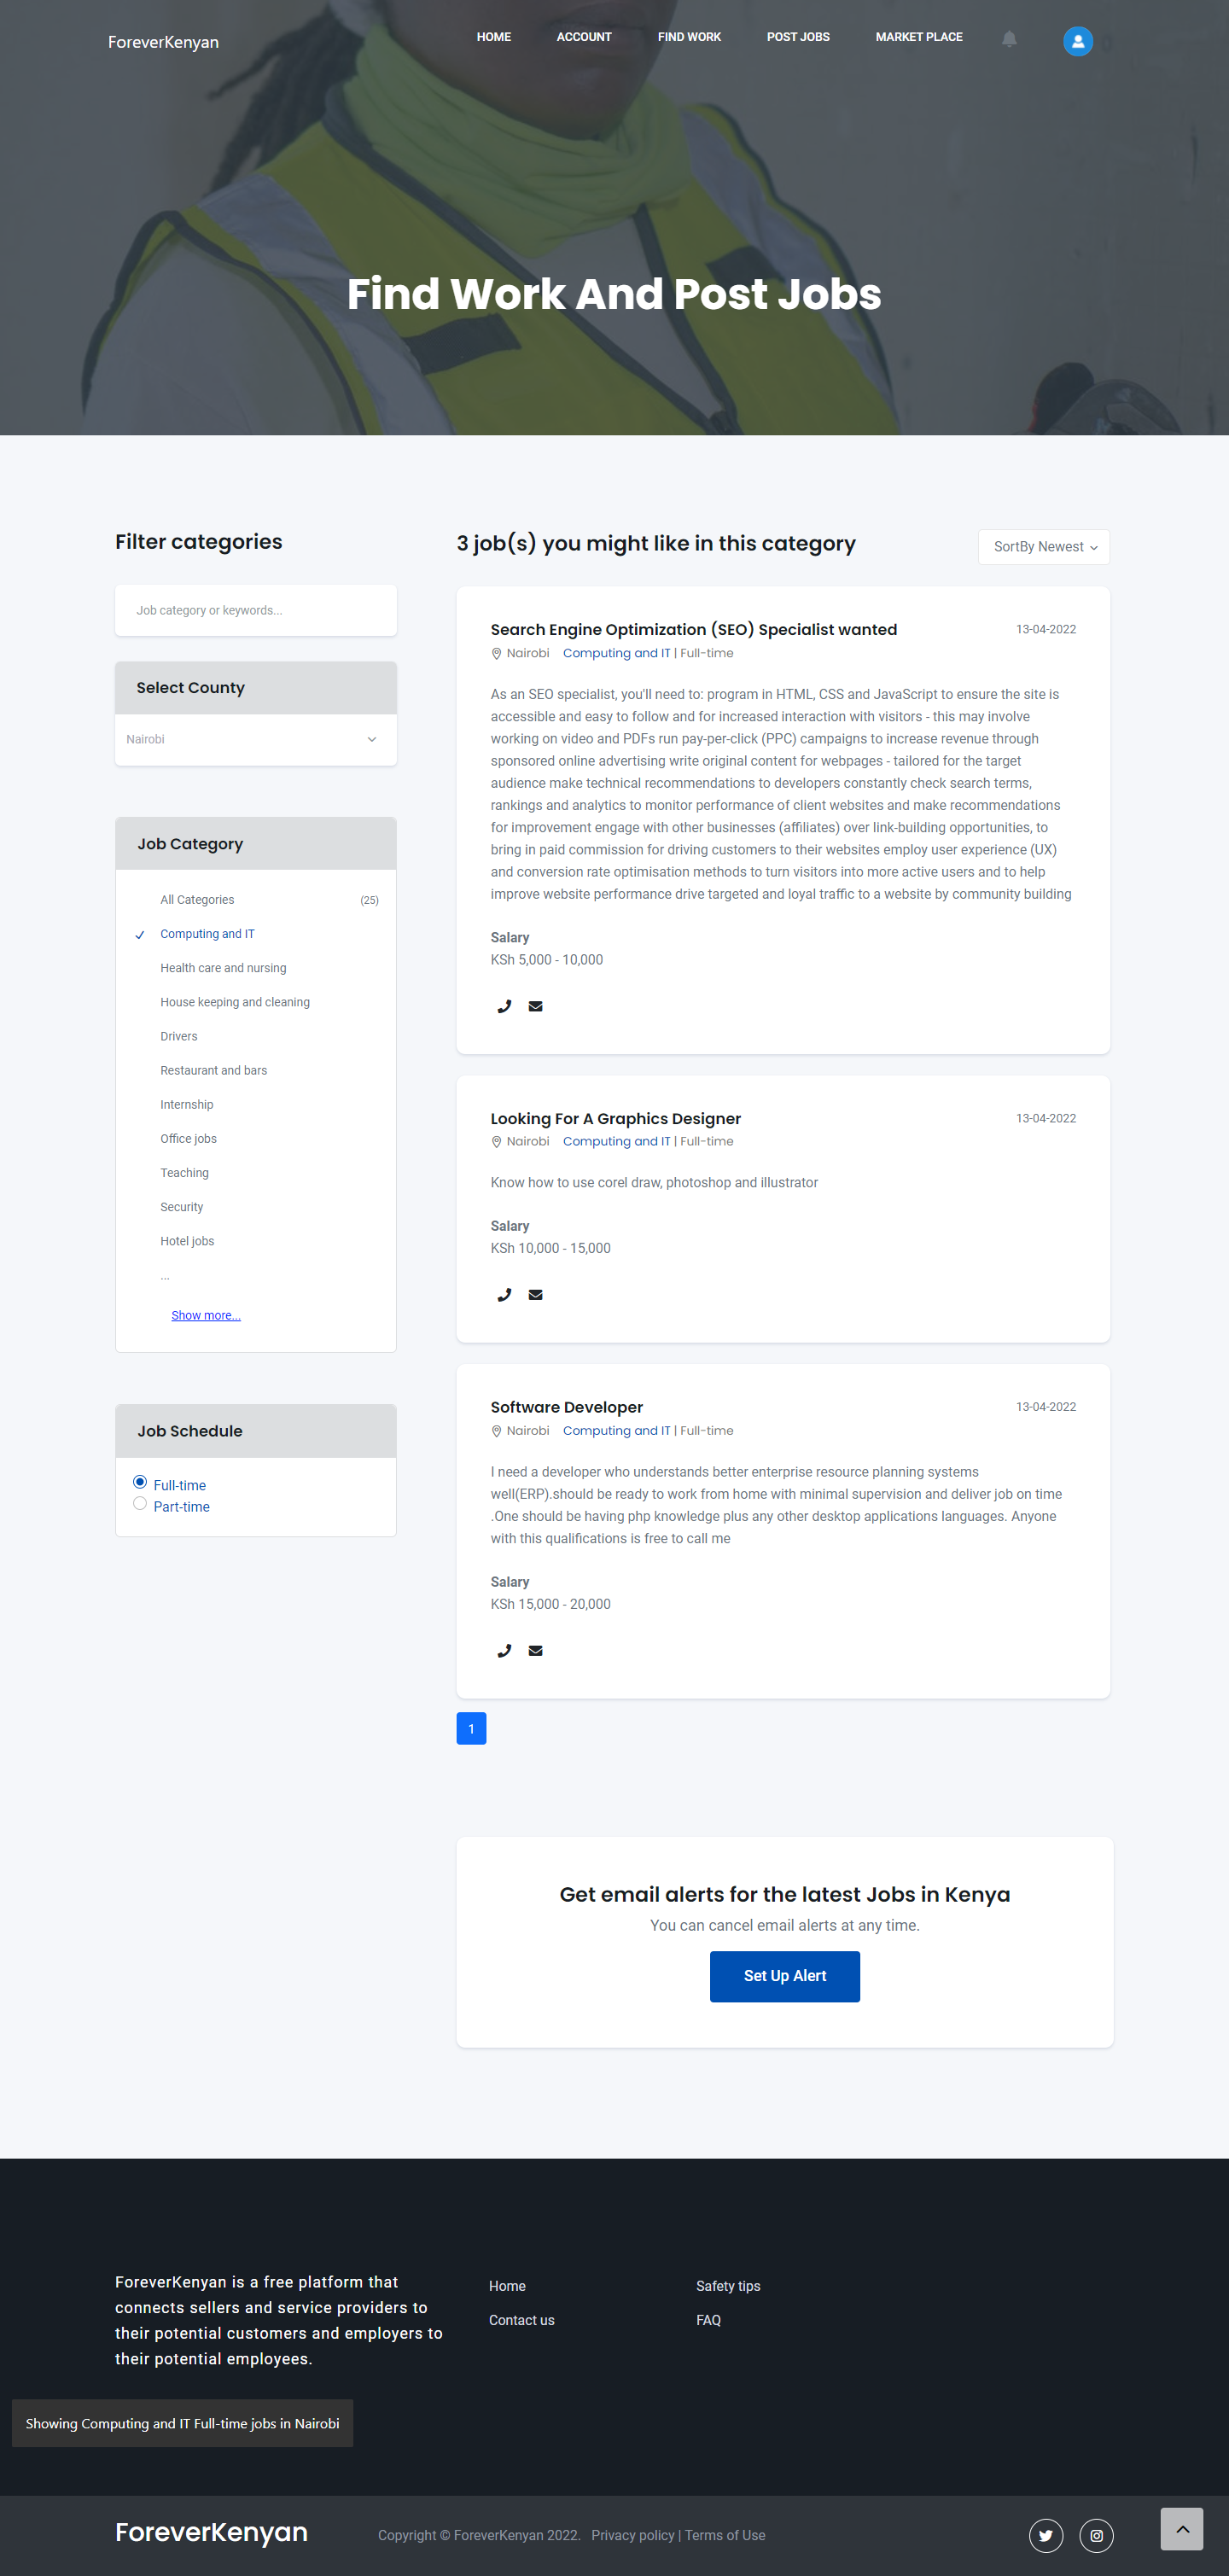 ForeverKenyan
HOME
ACCOUNT
FIND WORK
POST JOBS
MARKET PLACE
Find Work And Post Jobs
Filter categories
Job category or keywords...
Select County
Nairobi
Job Category
All Categories (25)
Computing and IT
Health care and nursing
House keeping and cleaning
Drivers
Restaurant and bars
Internship
Office jobs
Teaching
Security
Hotel jobs
...
Show more...
Job Schedule
Full-time
Part-time
3 job(s) you might like in this category
SortBy Newest
Search Engine Optimization (SEO) Specialist wanted
13-04-2022
Nairobi Computing and IT | Full-time
As an SEO specialist, you'll need to: program in HTML, CSS and JavaScript to ensure the site is
accessible and easy to follow and for increased interaction with visitors - this may involve
working on video and PDFs run pay-per-click (PPC) campaigns to increase revenue through
sponsored online advertising write original content for webpages - tailored for the target
audience make technical recommendations to developers constantly check search terms,
rankings and analytics to monitor performance of client websites and make recommendations
for improvement engage with other businesses (affiliates) over link-building opportunities, to
bring in paid commission for driving customers to their websites employ user experience (UX)
and conversion rate optimisation methods to turn visitors into more active users and to help
improve website performance drive targeted and loyal traffic to a website by community building
Salary
KSh 5,000 - 10,000
Looking For A Graphics Designer
13-04-2022
Nairobi Computing and IT | Full-time
Know how to use corel draw, photoshop and illustrator
Salary
KSh 10,000 - 15,000
Software Developer
13-04-2022
Nairobi Computing and IT | Full-time
I need a developer who understands better enterprise resource planning systems
well(ERP).should be ready to work from home with minimal supervision and deliver job on time
.One should be having php knowledge plus any other desktop applications languages. Anyone
with this qualifications is free to call me
Salary
KSh 15,000 - 20,000
1
Get email alerts for the latest Jobs in Kenya
You can cancel email alerts at any time.
Set Up Alert
ForeverKenyan is a free platform that
connects sellers and service providers to
their potential customers and employers to
their potential employees.
Home
Contact us
Safety tips
FAQ
Showing Computing and IT Full-time jobs in Nairobi
ForeverKenyan
Copyright © ForeverKenyan 2022. Privacy policy | Terms of Use